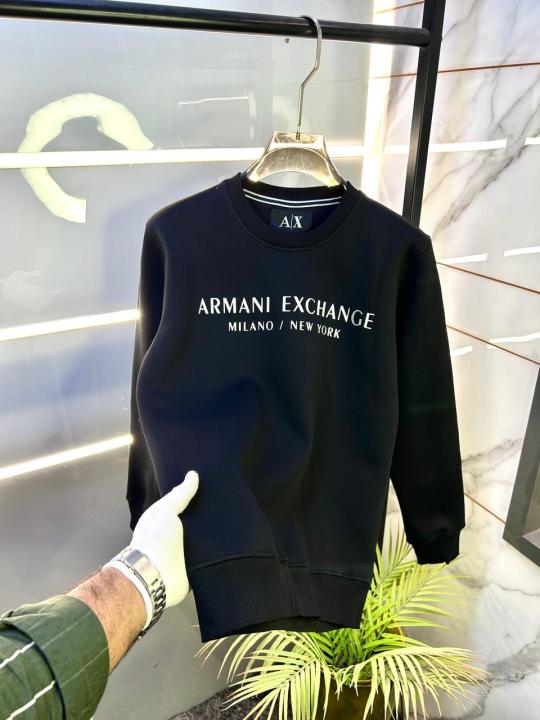 A|X
ARMANI EXCHANGE
MILANO / NEW YORK